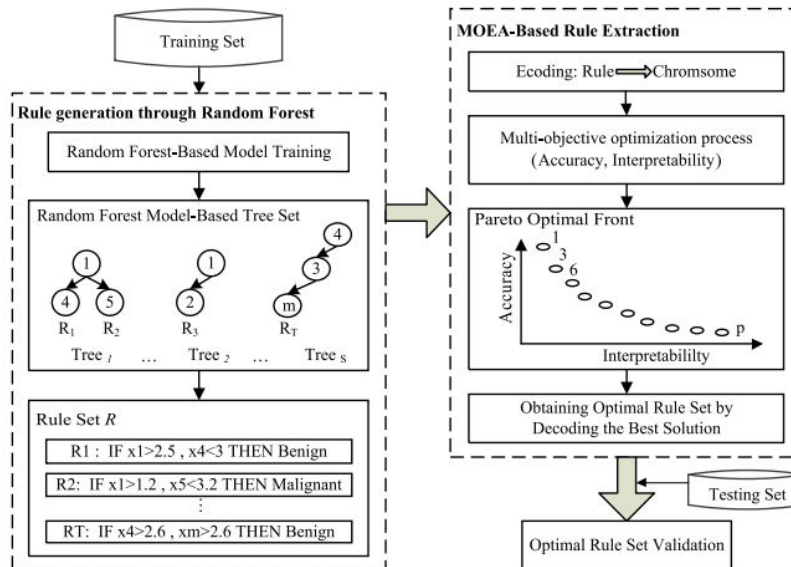 Training Set
Rule generation through Random Forest
Random Forest-Based Model Training
Random Forest Model-Based Tree Set
1
4
5
R1
R2
Tree 1
...
1
2
R3
Tree 2
...
4
3
m
RT
Tree S
Rule Set R
R1 : IF x1>2.5 , x4<3 THEN Benign
R2: IF x1>1.2 , x5<3.2 THEN Malignant
⋮
RT: IF x4>2.6 , xm>2.6 THEN Benign
MOEA-Based Rule Extraction
Ecoding: Rule Chromsome
Multi-objective optimization process
(Accuracy, Interpretability)
Pareto Optimal Front
Accuracy
1
3
6
p
Interpretablilty
Obtaining Optimal Rule Set by
Decoding the Best Solution
Testing Set
Optimal Rule Set Validation